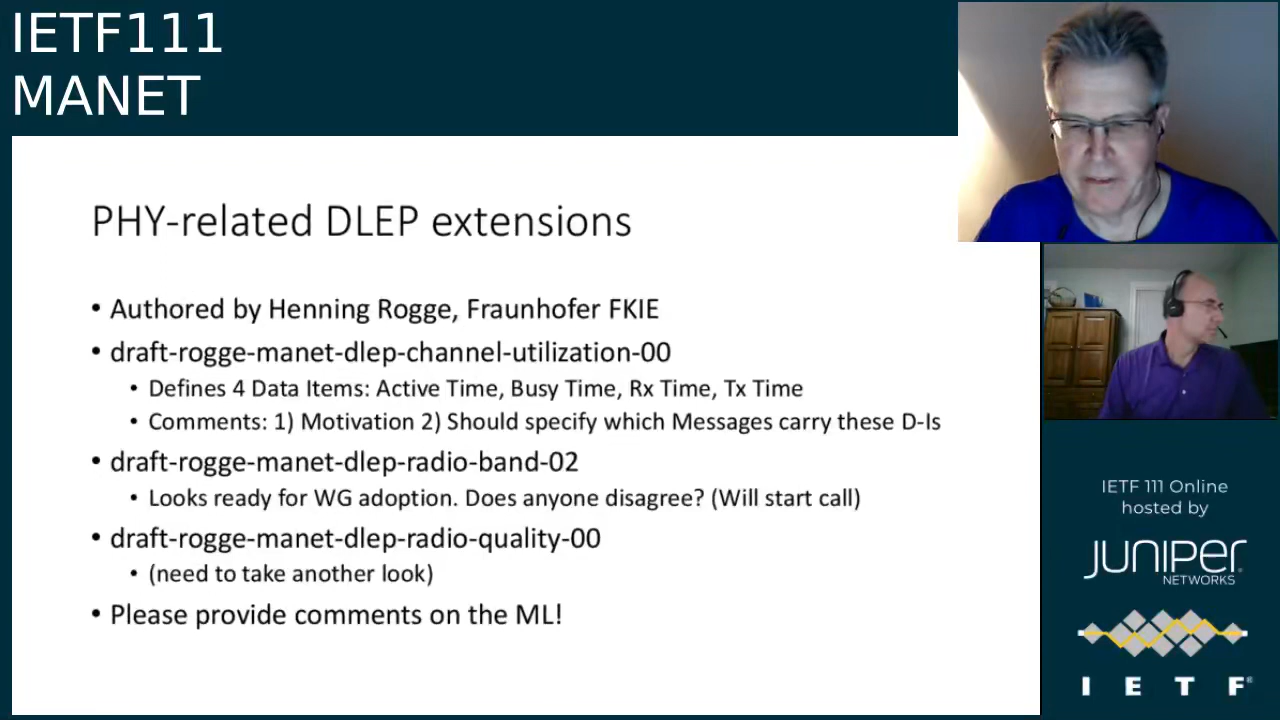 IETF111
MANET
PHY-related DLEP extensions
• Authored by Henning Rogge, Fraunhofer FKIE
• draft-rogge-manet-dlep-channel-utilization-00
• Defines 4 Data Items: Active Time, Busy Time, Rx Time, Tx Time
• Comments: 1) Motivation 2) Should specify which Messages carry these D-Is
• draft-rogge-manet-dlep-radio-band-02
• Looks ready for WG adoption. Does anyone disagree? (Will start call)
• draft-rogge-manet-dlep-radio-quality-00
• (need to take another look)
• Please provide comments on the ML!
IETF 111 Online
hosted by
JUNIPER
NETWORKS
I E T F®